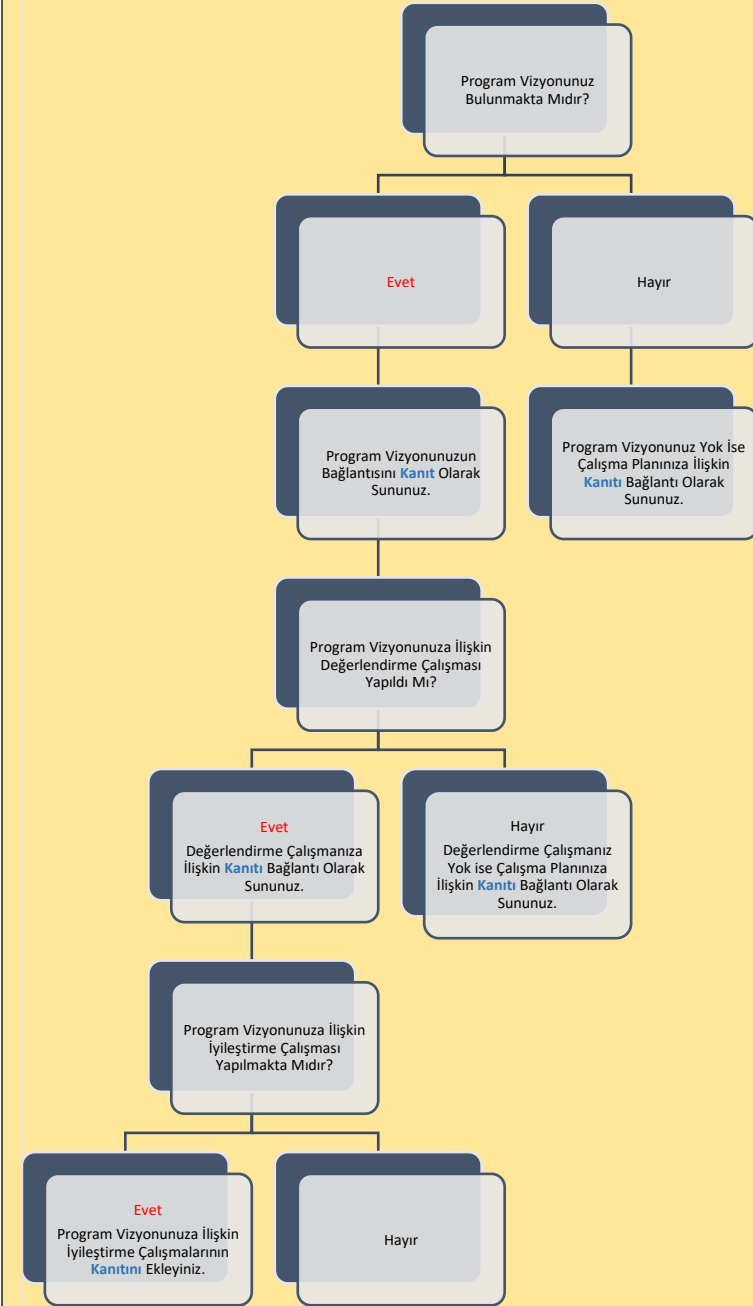 Program Vizyonunuz
Bulunmakta Mıdır?
Evet
Hayır
Program Vizyonunuzun
Bağlantısını Kanıt Olarak
Sununuz.
Program Vizyonunuz Yok İse
Çalışma Planınıza İlişkin
Kanıtı Bağlantı Olarak
Sununuz.
Program Vizyonunuza İlişkin
Değerlendirme Çalışması
Yapıldı Mı?
Evet
Değerlendirme Çalışmanıza
İlişkin Kanıtı Bağlantı Olarak
Sununuz.
Hayır
Değerlendirme Çalışmanız
Yok ise Çalışma Planınıza
İlişkin Kanıtı Bağlantı Olarak
Sununuz.
Program Vizyonunuza İlişkin
İyileştirme Çalışması
Yapılmakta Mıdır?
Evet
Program Vizyonunuza İlişkin
İyileştirme Çalışmalarının
Kanıtını Ekleyiniz.
Hayır